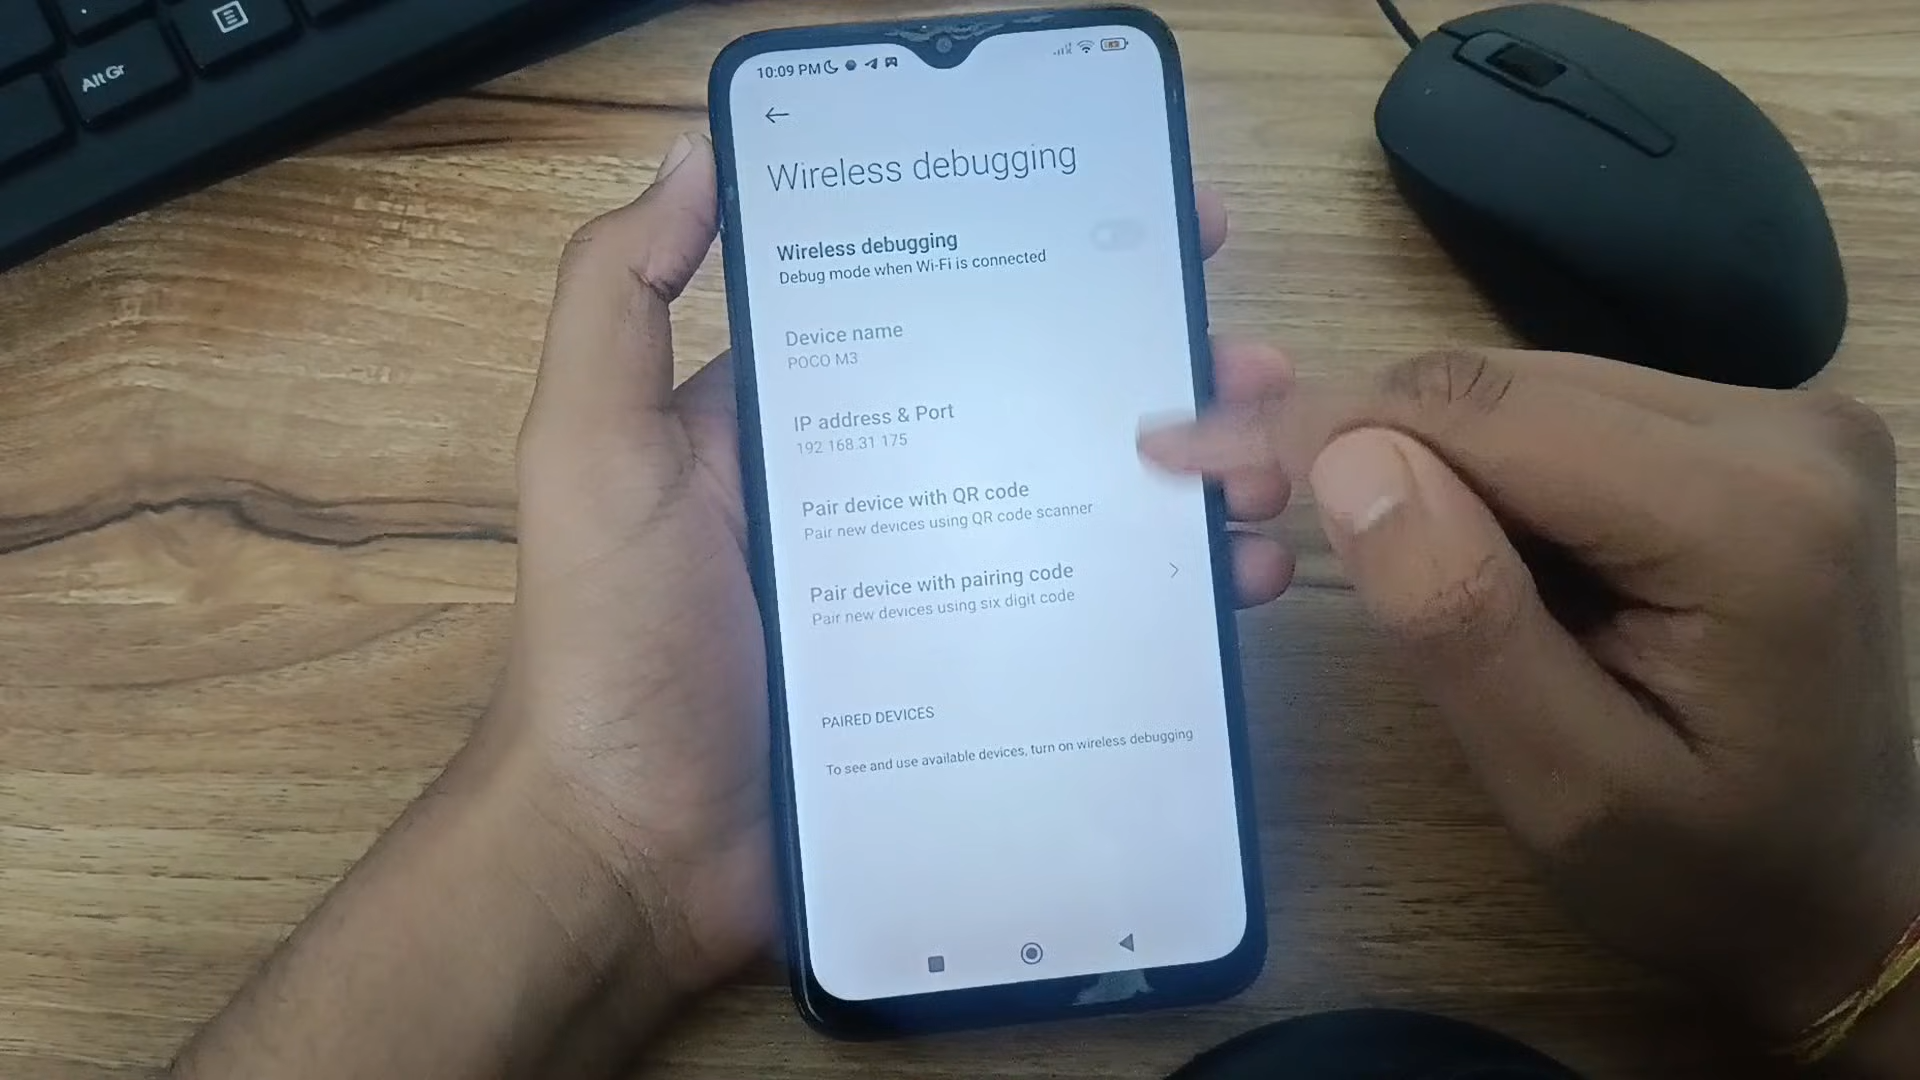 Alt Gr
10:09 PM
Wireless debugging
Wireless debugging
Debug mode when Wi-Fi is connected
Device name
POCO M3
IP address & Port
192 168.31 175
Pair device with QR code
Pair new devices using QR code scanner
Pair device with pairing code
Pair new devices using six digit code
PAIRED DEVICES
To see and use available devices, turn on wireless debugging